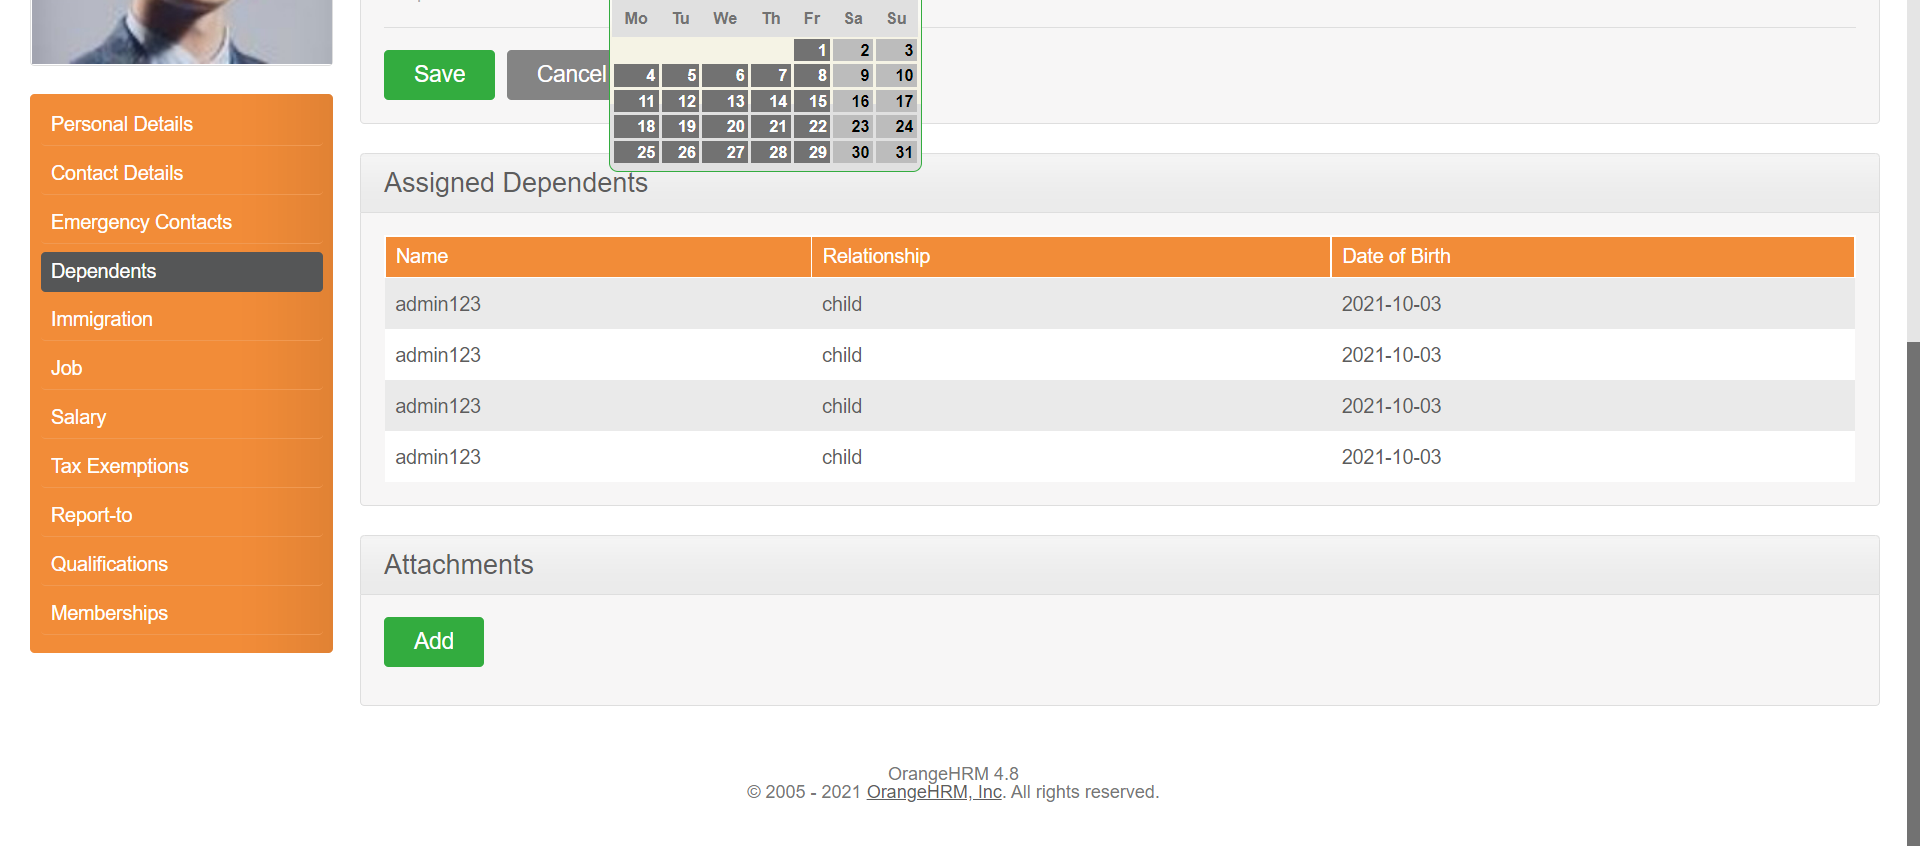 Mo Tu We Th Fr Sa Su
1 2 3
4 5 6 7 8 9 10
11 12 13 14 15 16 17
18 19 20 21 22 23 24
25 26 27 28 29 30 31
Save Cancel
Personal Details
Contact Details
Emergency Contacts
Dependents
Immigration
Job
Salary
Tax Exemptions
Report-to
Qualifications
Memberships
Assigned Dependents
Name Relationship Date of Birth
admin123 child 2021-10-03
admin123 child 2021-10-03
admin123 child 2021-10-03
admin123 child 2021-10-03
Attachments
Add
OrangeHRM 4.8
© 2005 - 2021 OrangeHRM, Inc. All rights reserved.